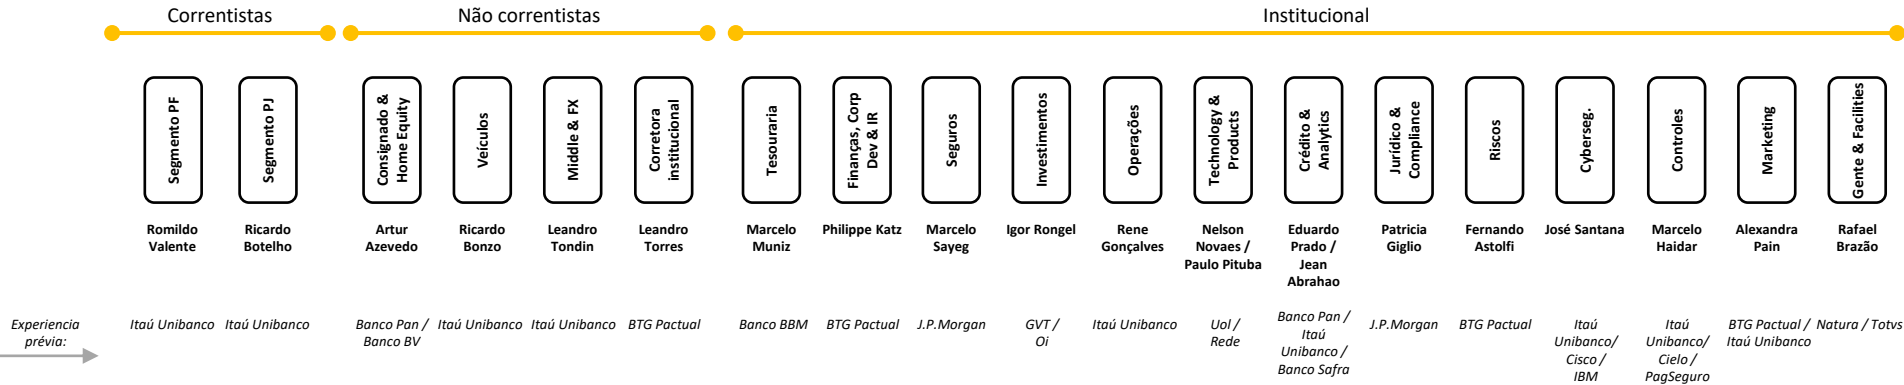 Correntistas
Não correntistas
Institucional
Segmento PF
Segmento PJ
Consignado &
Home Equity
Veículos
Middle & FX
Corretora
institucional
Tesouraria
Finanças, Corp
Dev & IR
Seguros
Investimentos
Operações
Technology &
Products
Crédito &
Analytics
Jurídico &
Compliance
Riscos
Cyberseg.
Controles
Marketing
Gente & Facilities
Romildo
Valente
Ricardo
Botelho
Artur
Azevedo
Ricardo
Bonzo
Leandro
Tondin
Leandro
Torres
Marcelo
Muniz
Philippe Katz
Marcelo
Sayeg
Igor Rongel
Rene
Gonçalves
Nelson
Novaes /
Paulo Pituba
Eduardo
Prado /
Jean
Abrahao
Patricia
Giglio
Fernando
Astolfi
José Santana
Marcelo
Haidar
Alexandra
Pain
Rafael
Brazão
Experiencia
prévia:
Itaú Unibanco
Itaú Unibanco
Banco Pan /
Banco BV
Itaú Unibanco
Itaú Unibanco
BTG Pactual
Banco BBM
BTG Pactual
J.P.Morgan
GVT /
Oi
Itaú Unibanco
Uol /
Rede
Banco Pan /
Itaú
Unibanco /
Banco Safra
J.P.Morgan
BTG Pactual
Itaú
Unibanco/
Cisco /
IBM
Itaú
Unibanco/
Cielo /
PagSeguro
BTG Pactual /
Itaú Unibanco
Natura / Totvs